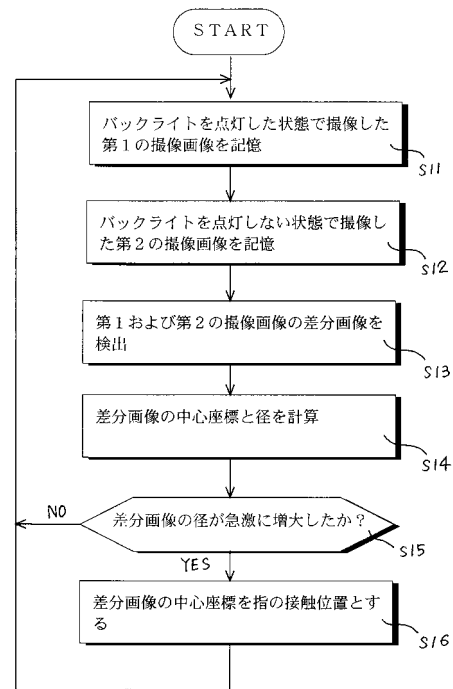 START
バックライトを点灯した状態で撮像した
第1の撮像画像を記憶
S11
バックライトを点灯しない状態で撮像し
た第2の撮像画像を記憶
S12
第1および第2の撮像画像の差分画像を
検出
S13
差分画像の中心座標と径を計算
S14
差分画像の径が急激に増大したか?
S15
NO
YES
差分画像の中心座標を指の接触位置とす
る
S16